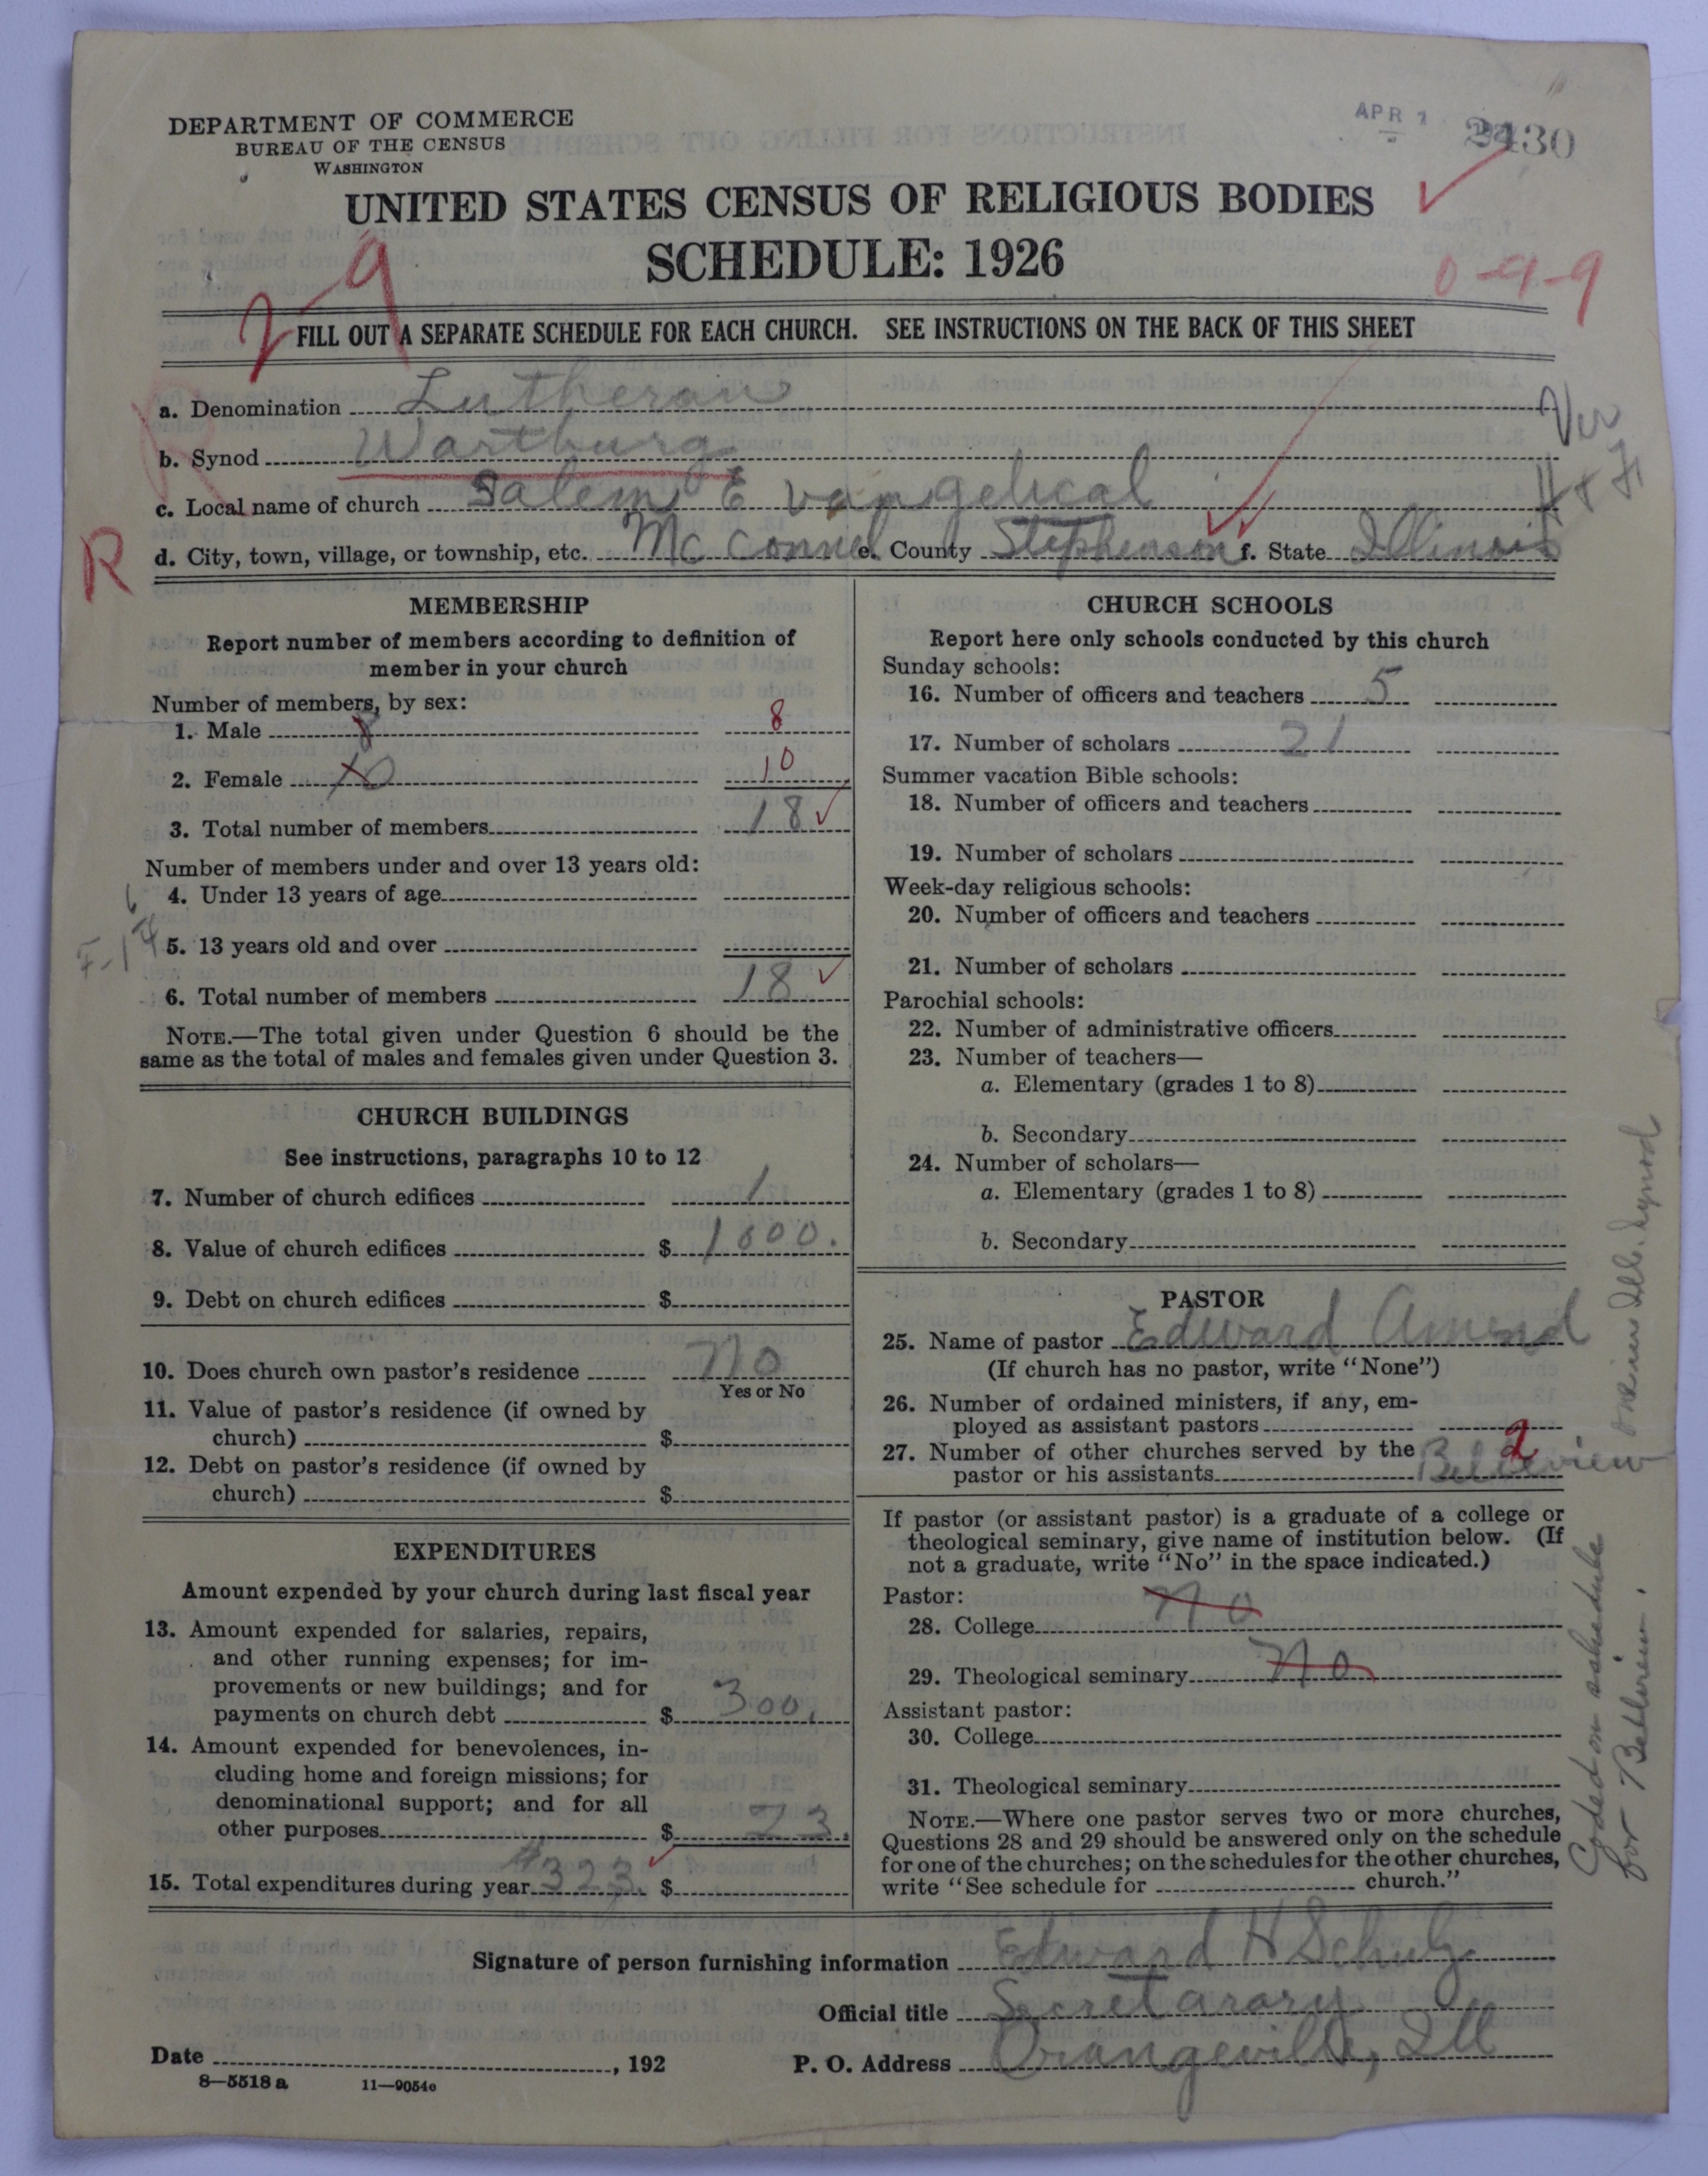 DEPARTMENT OF COMMERCE
BUREAU OF THE CENSUS
WASHINGTON
APR 1
2430
UNITED STATES CENSUS OF RELIGIOUS BODIES
SCHEDULE: 1926
2 9
0-9-9
FILL OUT A SEPARATE SCHEDULE FOR EACH CHURCH. SEE INSTRUCTIONS ON THE BACK OF THIS SHEET
a. Denomination Lutheran
b. Synod Wartburg
c. Local name of church Salem Evangelical
R
d. City, town, village, or township, etc. Mc Connel e. County Stephenson f. State Illinois
MEMBERSHIP
Report number of members according to definition of
member in your church
Number of members, by sex:
1. Male 8 8
2. Female 10 10
3. Total number of members 18
Number of members under and over 13 years old:
4. Under 13 years of age
5. 13 years old and over
6. Total number of members 18
NOTE.—The total given under Question 6 should be the
same as the total of males and females given under Question 3.
CHURCH BUILDINGS
See instructions, paragraphs 10 to 12
7. Number of church edifices 1
8. Value of church edifices $ 1800.
9. Debt on church edifices $
10. Does church own pastor's residence No
Yes or No
11. Value of pastor's residence (if owned by
church) $
12. Debt on pastor's residence (if owned by
church) $
EXPENDITURES
Amount expended by your church during last fiscal year
13. Amount expended for salaries, repairs,
and other running expenses; for im-
provements or new buildings; and for
payments on church debt $ 300.
14. Amount expended for benevolences, in-
cluding home and foreign missions; for
denominational support; and for all
other purposes $ 23.
15. Total expenditures during year #323. $
CHURCH SCHOOLS
Report here only schools conducted by this church
Sunday schools:
16. Number of officers and teachers 5
17. Number of scholars 21
Summer vacation Bible schools:
18. Number of officers and teachers
19. Number of scholars
Week-day religious schools:
20. Number of officers and teachers
21. Number of scholars
Parochial schools:
22. Number of administrative officers
23. Number of teachers—
a. Elementary (grades 1 to 8)
b. Secondary
24. Number of scholars—
a. Elementary (grades 1 to 8)
b. Secondary
PASTOR
25. Name of pastor Edward Amend
(If church has no pastor, write "None")
26. Number of ordained ministers, if any, em-
ployed as assistant pastors
27. Number of other churches served by the
pastor or his assistants 2
If pastor (or assistant pastor) is a graduate of a college or
theological seminary, give name of institution below. (If
not a graduate, write "No" in the space indicated.)
Pastor:
28. College No
29. Theological seminary No
Assistant pastor:
30. College
31. Theological seminary
NOTE.—Where one pastor serves two or more churches,
Questions 28 and 29 should be answered only on the schedule
for one of the churches; on the schedules for the other churches,
write "See schedule for church."
Ill. Synod
Coded on schedule
for
Signature of person furnishing information Edward H Schulz
Official title Secretarary
Date , 192 P. O. Address Orangeville, Ill
8—5518 a 11—9054c